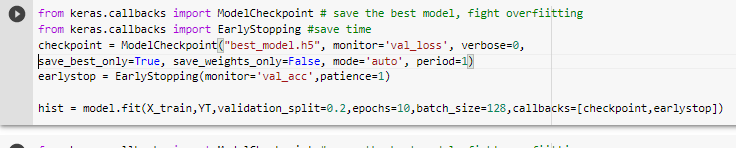 from keras.callbacks import ModelCheckpoint # save the best model, fight overfiitting
from keras.callbacks import EarlyStopping #save time
checkpoint = ModelCheckpoint("best_model.h5", monitor='val_loss', verbose=0,
save_best_only=True, save_weights_only=False, mode='auto', period=1)
earlystop = EarlyStopping(monitor='val_acc',patience=1)
hist = model.fit(X_train,YT,validation_split=0.2,epochs=10,batch_size=128,callbacks=[checkpoint,earlystop])